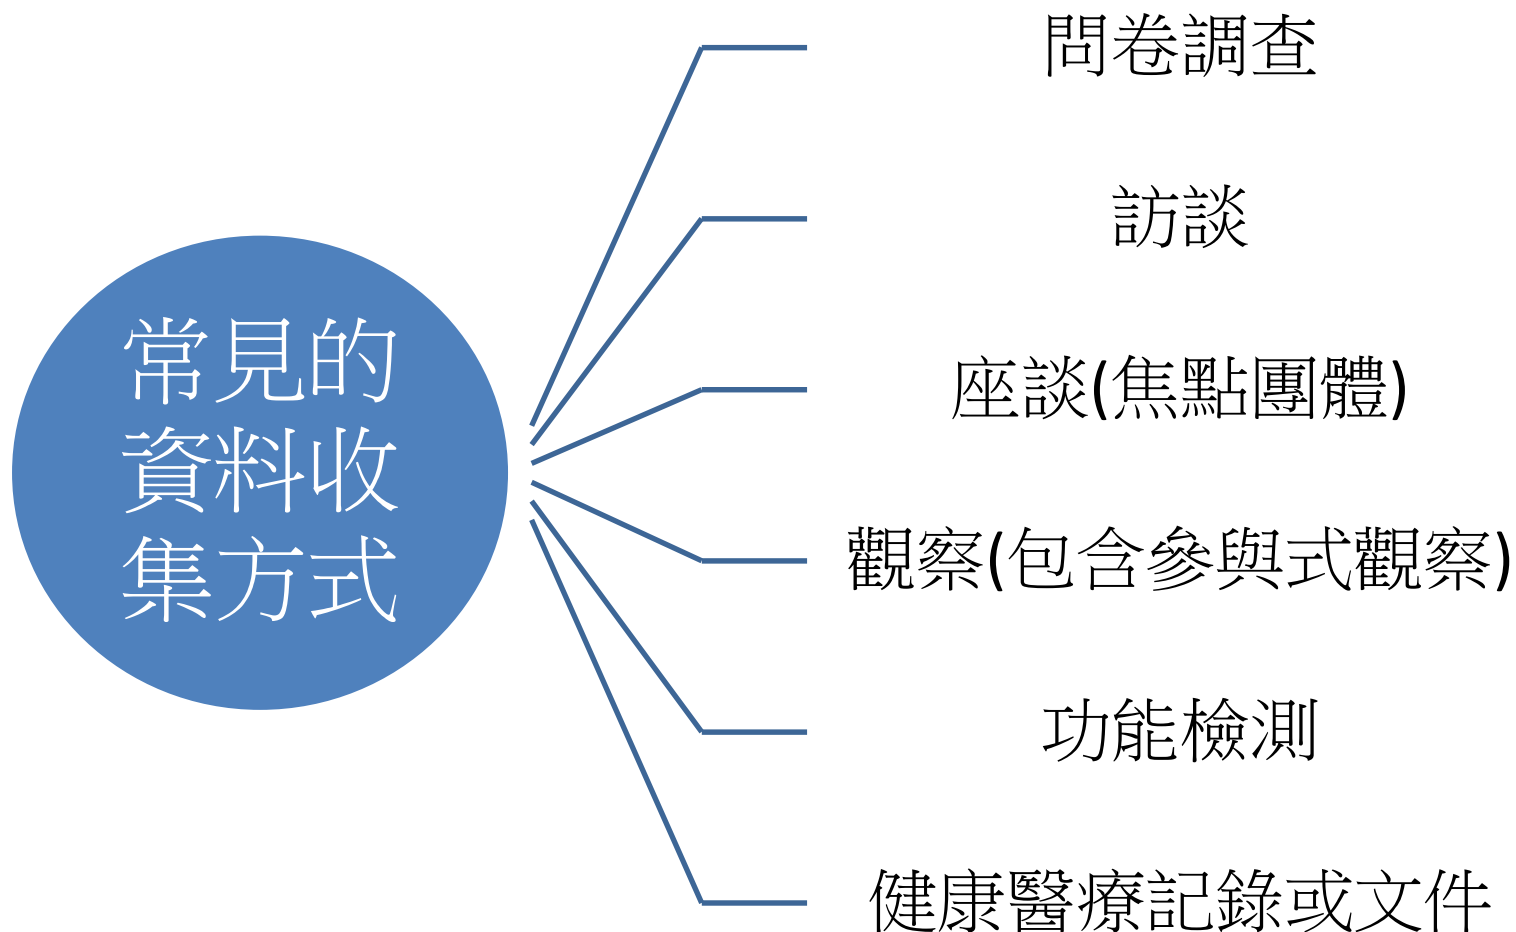 常見的
資料收
集方式
問卷調查
訪談
座談(焦點團體)
觀察(包含參與式觀察)
功能檢測
健康醫療記錄或文件